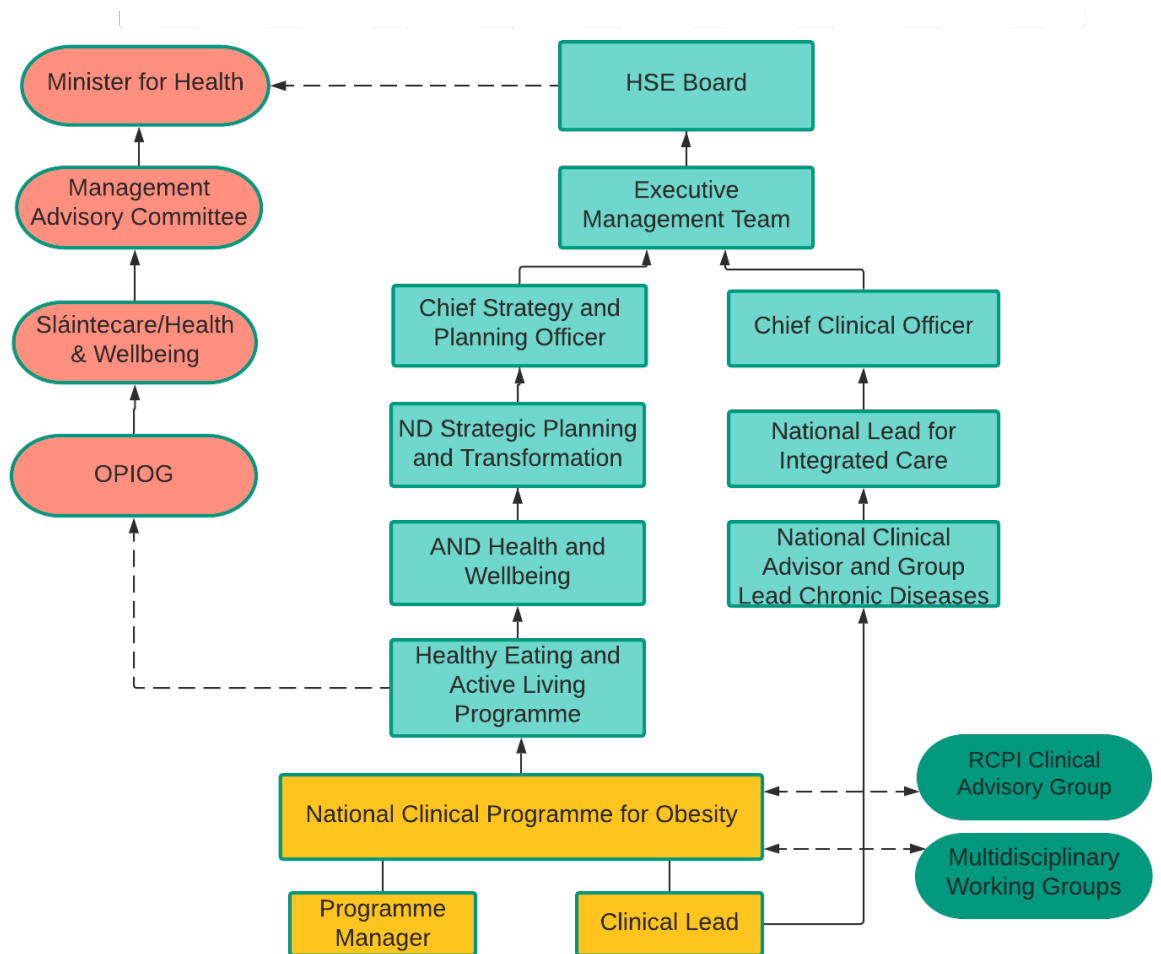 Minister for Health
HSE Board
Management
Advisory Committee
Executive
Management Team
Sláintecare/Health
& Wellbeing
Chief Strategy and
Planning Officer
Chief Clinical Officer
OPIOG
ND Strategic Planning
and Transformation
National Lead for
Integrated Care
AND Health and
Wellbeing
National Clinical
Advisor and Group
Lead Chronic Diseases
Healthy Eating and
Active Living
Programme
National Clinical Programme for Obesity
RCPI Clinical
Advisory Group
Multidisciplinary
Working Groups
Programme
Manager
Clinical Lead